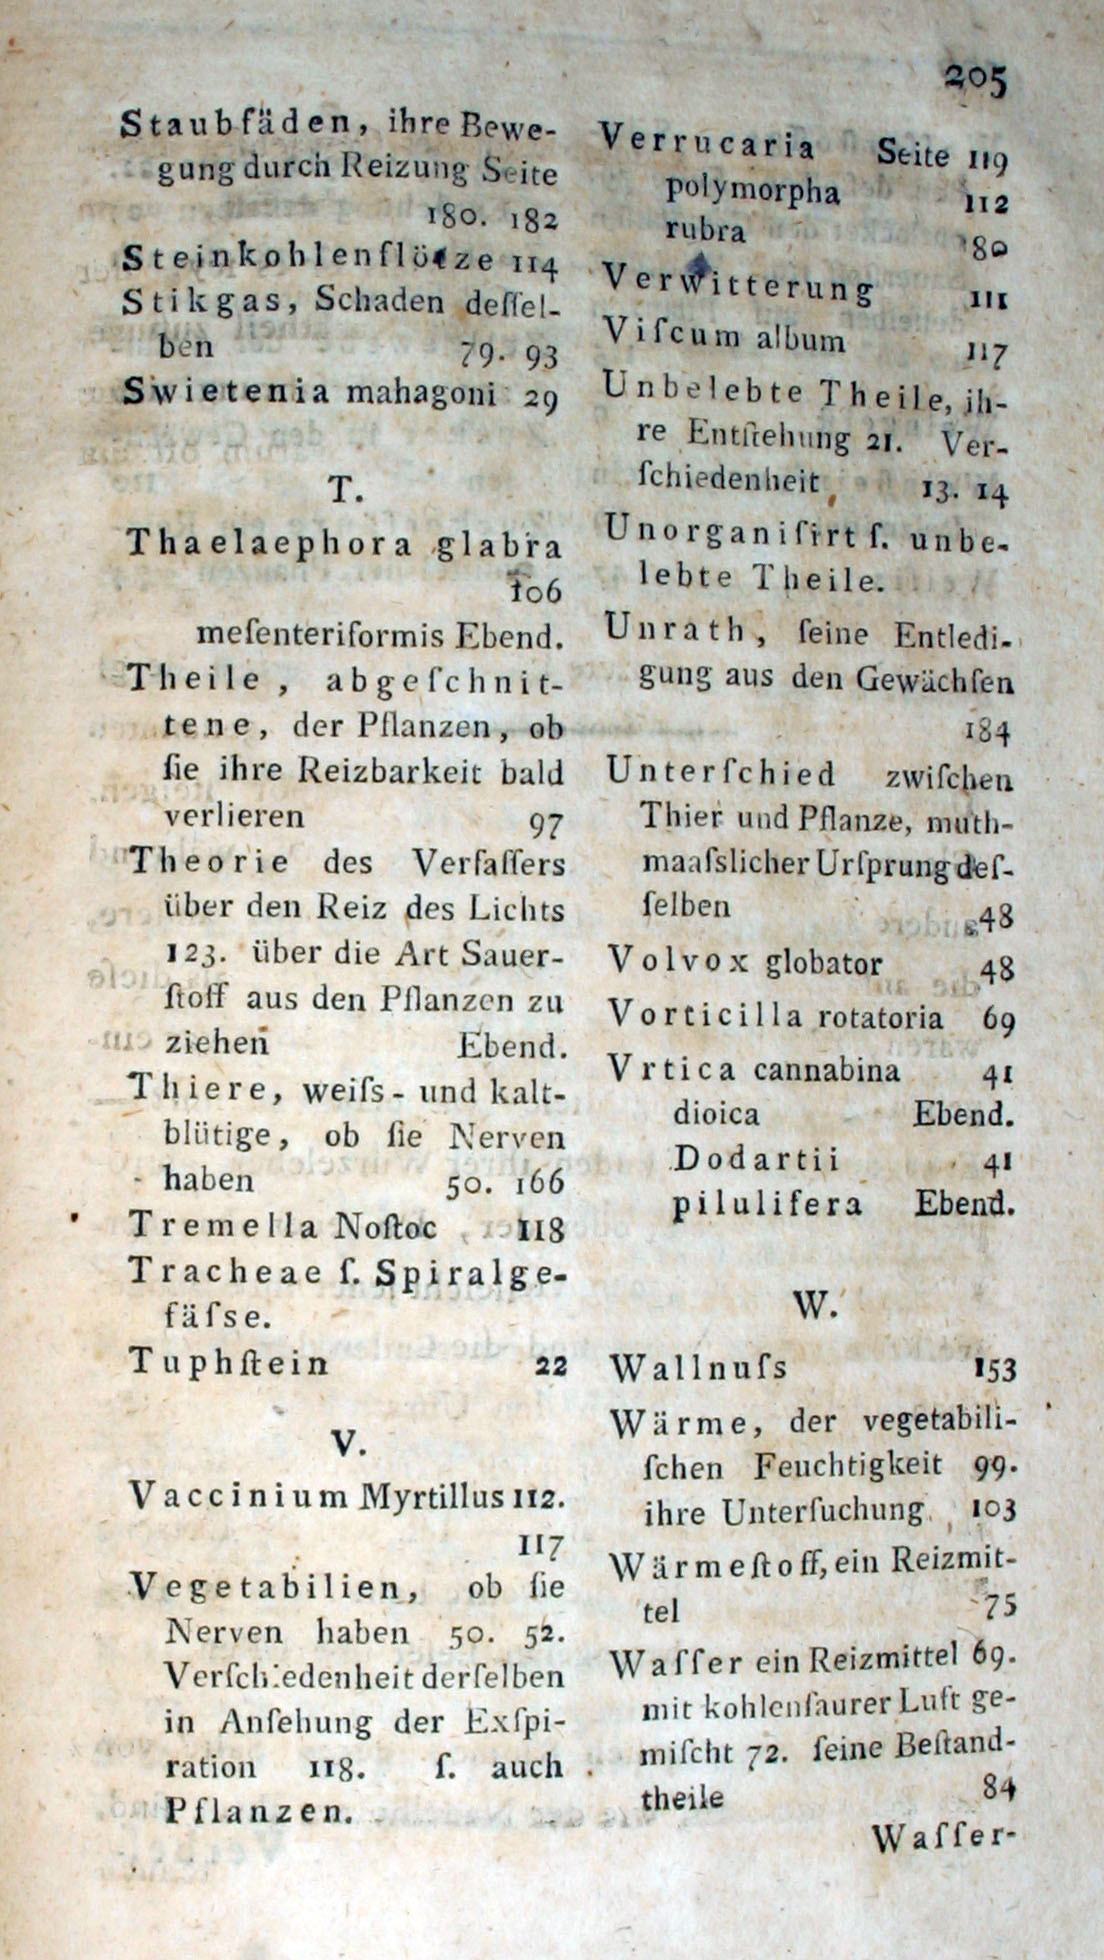 205
Staubfäden, ihre Bewe-
gung durch Reizung Seite
180. 182
Steinkohlenflötze 114
Stikgas, Schaden deſſel-
ben 79. 93
Swietenia mahagoni 29
T.
Thaelaephora glabra
106
meſenteriformis Ebend.
Theile, abgeſchnit-
tene, der Pflanzen, ob
ſie ihre Reizbarkeit bald
verlieren 97
Theorie des Verfaſſers
über den Reiz des Lichts
123. über die Art Sauer-
ſtoff aus den Pflanzen zu
ziehen Ebend.
Thiere, weiſs- und kalt-
blütige, ob ſie Nerven
haben 50. 166
Tremella Noſtoc 118
Tracheae ſ. Spiralge-
fäſse.
Tuphſtein 22
V.
Vaccinium Myrtillus 112.
117
Vegetabilien, ob ſie
Nerven haben 50. 52.
Verſchiedenheit derſelben
in Anſehung der Exſpi-
ration 118. ſ. auch
Pflanzen.
Verrucaria Seite 119
polymorpha 112
rubra 80
Verwitterung 111
Viſcum album 117
Unbelebte Theile, ih-
re Entſtehung 21. Ver-
ſchiedenheit 13. 14
Unorganiſirt ſ. unbe-
lebte Theile.
Unrath, ſeine Entledi-
gung aus den Gewächſen
184
Unterſchied zwiſchen
Thier und Pflanze, muth-
maaſslicher Urſprung deſ-
ſelben 48
Volvox globator 48
Vorticilla rotatoria 69
Vrtica cannabina 41
dioica Ebend.
Dodartii 41
pilulifera Ebend.
W.
Wallnuſs 153
Wärme, der vegetabili-
ſchen Feuchtigkeit 99.
ihre Unterſuchung 103
Wärmeſtoff, ein Reizmit-
tel 75
Waſſer ein Reizmittel 69.
mit kohlenſaurer Luft ge-
miſcht 72. ſeine Beſtand-
theile 84
Waſſer-